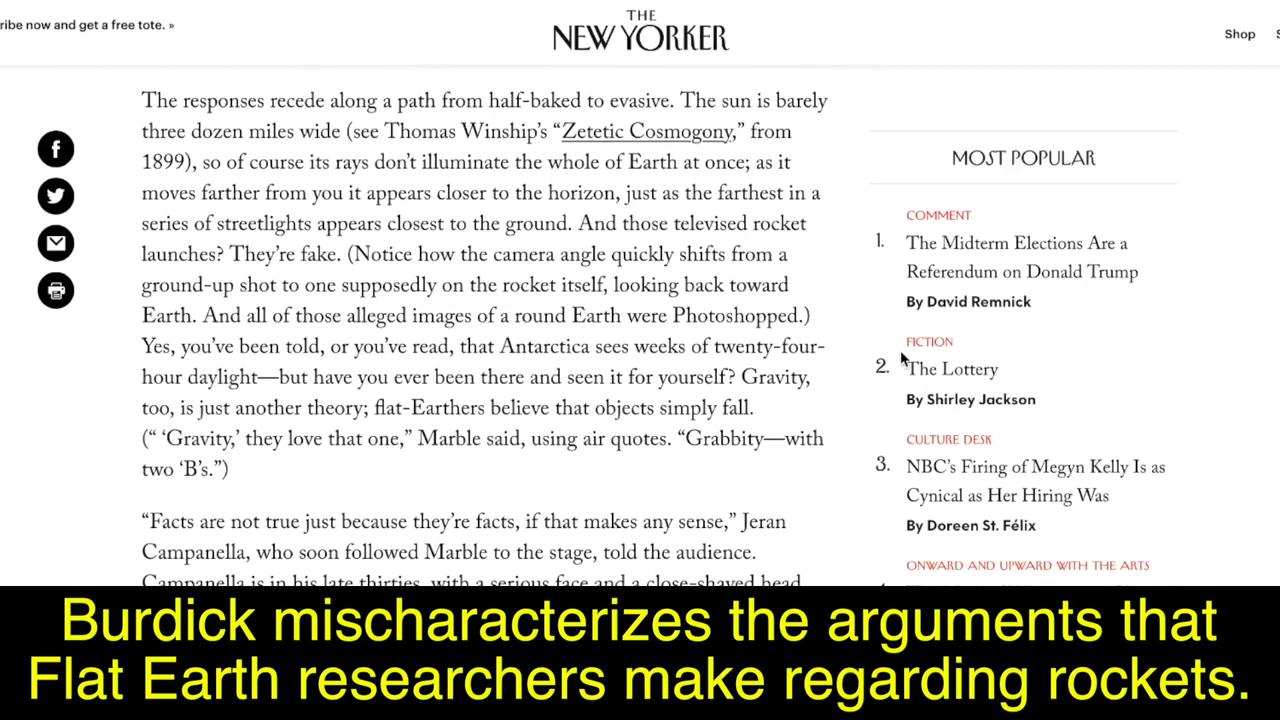 ribe now and get a free tote. »
THE
NEW YORKER
Shop
The responses recede along a path from half-baked to evasive. The sun is barely
three dozen miles wide (see Thomas Winship’s “Zetetic Cosmogony,” from
1899), so of course its rays don’t illuminate the whole of Earth at once; as it
moves farther from you it appears closer to the horizon, just as the farthest in a
series of streetlights appears closest to the ground. And those televised rocket
launches? They’re fake. (Notice how the camera angle quickly shifts from a
ground-up shot to one supposedly on the rocket itself, looking back toward
Earth. And all of those alleged images of a round Earth were Photoshopped.)
Yes, you’ve been told, or you’ve read, that Antarctica sees weeks of twenty-four-
hour daylight—but have you ever been there and seen it for yourself? Gravity,
too, is just another theory; flat-Earthers believe that objects simply fall.
(“ ‘Gravity,’ they love that one,” Marble said, using air quotes. “Grabbity—with
two ‘B’s.”)
“Facts are not true just because they’re facts, if that makes any sense,” Jeran
Campanella, who soon followed Marble to the stage, told the audience.
Campanella is in his late thirties, with a serious face and a close-shaved head
MOST POPULAR
COMMENT
1. The Midterm Elections Are a
Referendum on Donald Trump
By David Remnick
FICTION
2. The Lottery
By Shirley Jackson
CULTURE DESK
3. NBC’s Firing of Megyn Kelly Is as
Cynical as Her Hiring Was
By Doreen St. Félix
ONWARD AND UPWARD WITH THE ARTS
Burdick mischaracterizes the arguments that
Flat Earth researchers make regarding rockets.